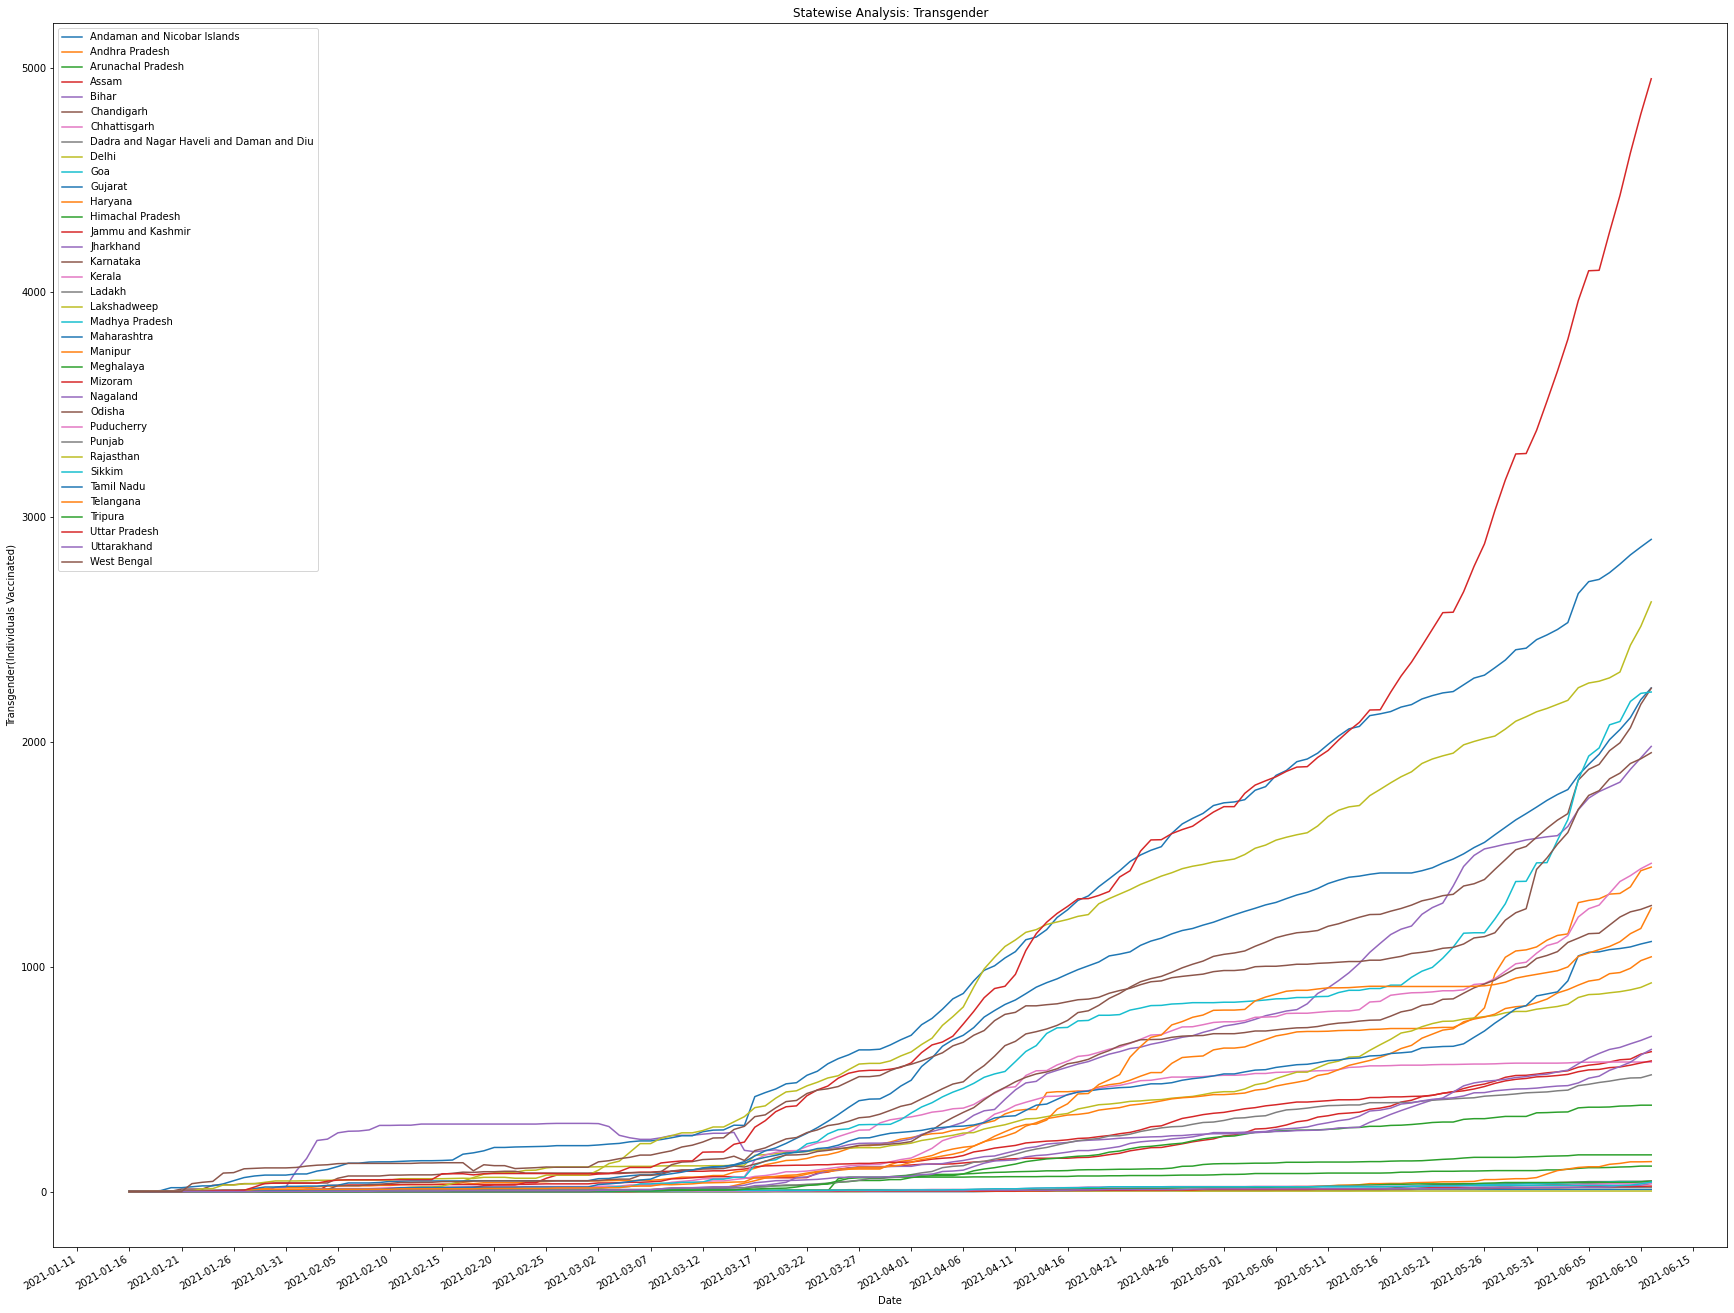 Statewise Analysis: Transgender
Andaman and Nicobar Islands
Andhra Pradesh
Arunachal Pradesh
Assam
Bihar
Chandigarh
Chhattisgarh
Dadra and Nagar Haveli and Daman and Diu
Delhi
Goa
Gujarat
Haryana
Himachal Pradesh
Jammu and Kashmir
Jharkhand
Karnataka
Kerala
Ladakh
Lakshadweep
Madhya Pradesh
Maharashtra
Manipur
Meghalaya
Mizoram
Nagaland
Odisha
Puducherry
Punjab
Rajasthan
Sikkim
Tamil Nadu
Telangana
Tripura
Uttar Pradesh
Uttarakhand
West Bengal
Transgender(Individuals Vaccinated)
5000
4000
3000
2000
1000
0
2021-01-11
2021-01-16
2021-01-21
2021-01-26
2021-01-31
2021-02-05
2021-02-10
2021-02-15
2021-02-20
2021-02-25
2021-03-02
2021-03-07
2021-03-12
2021-03-17
2021-03-22
2021-03-27
2021-04-01
2021-04-06
2021-04-11
2021-04-16
2021-04-21
2021-04-26
2021-05-01
2021-05-06
2021-05-11
2021-05-16
2021-05-21
2021-05-26
2021-05-31
2021-06-05
2021-06-10
2021-06-15
Date